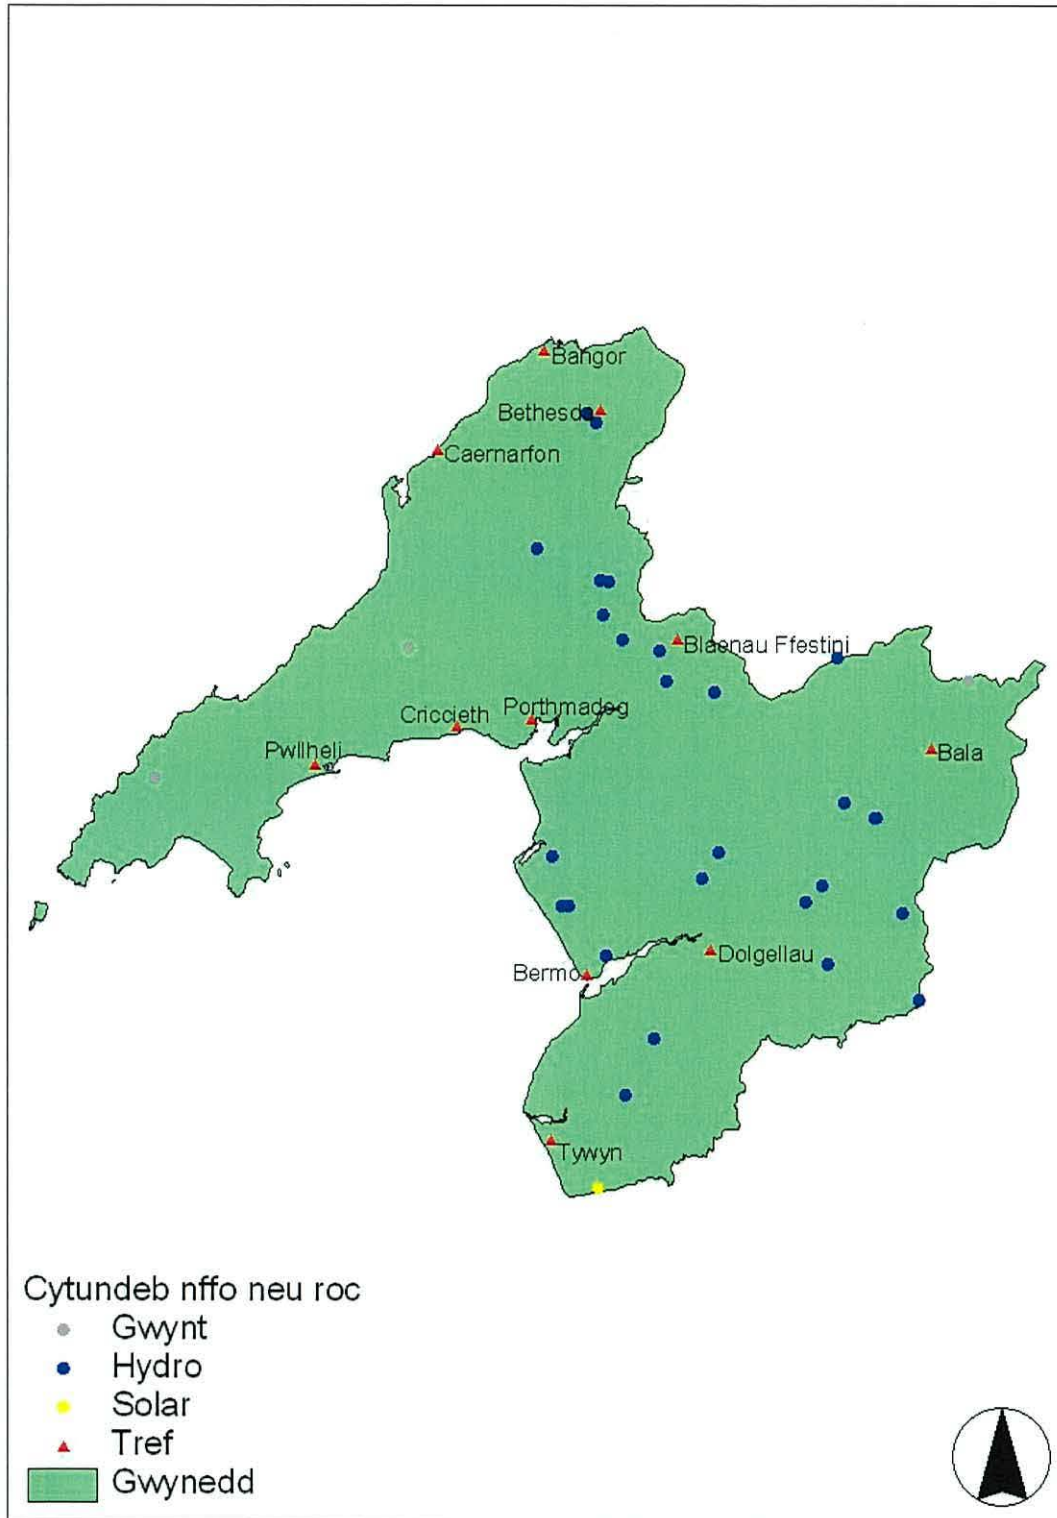 Bangor
Bethesda
Caernarfon
Blaenau Ffestini
Porthmadog
Criccieth
Pwllheli
Bala
Dolgellau
Bermo
Tywyn
Cytundeb nffo neu roc
Gwynt
Hydro
Solar
Tref
Gwynedd